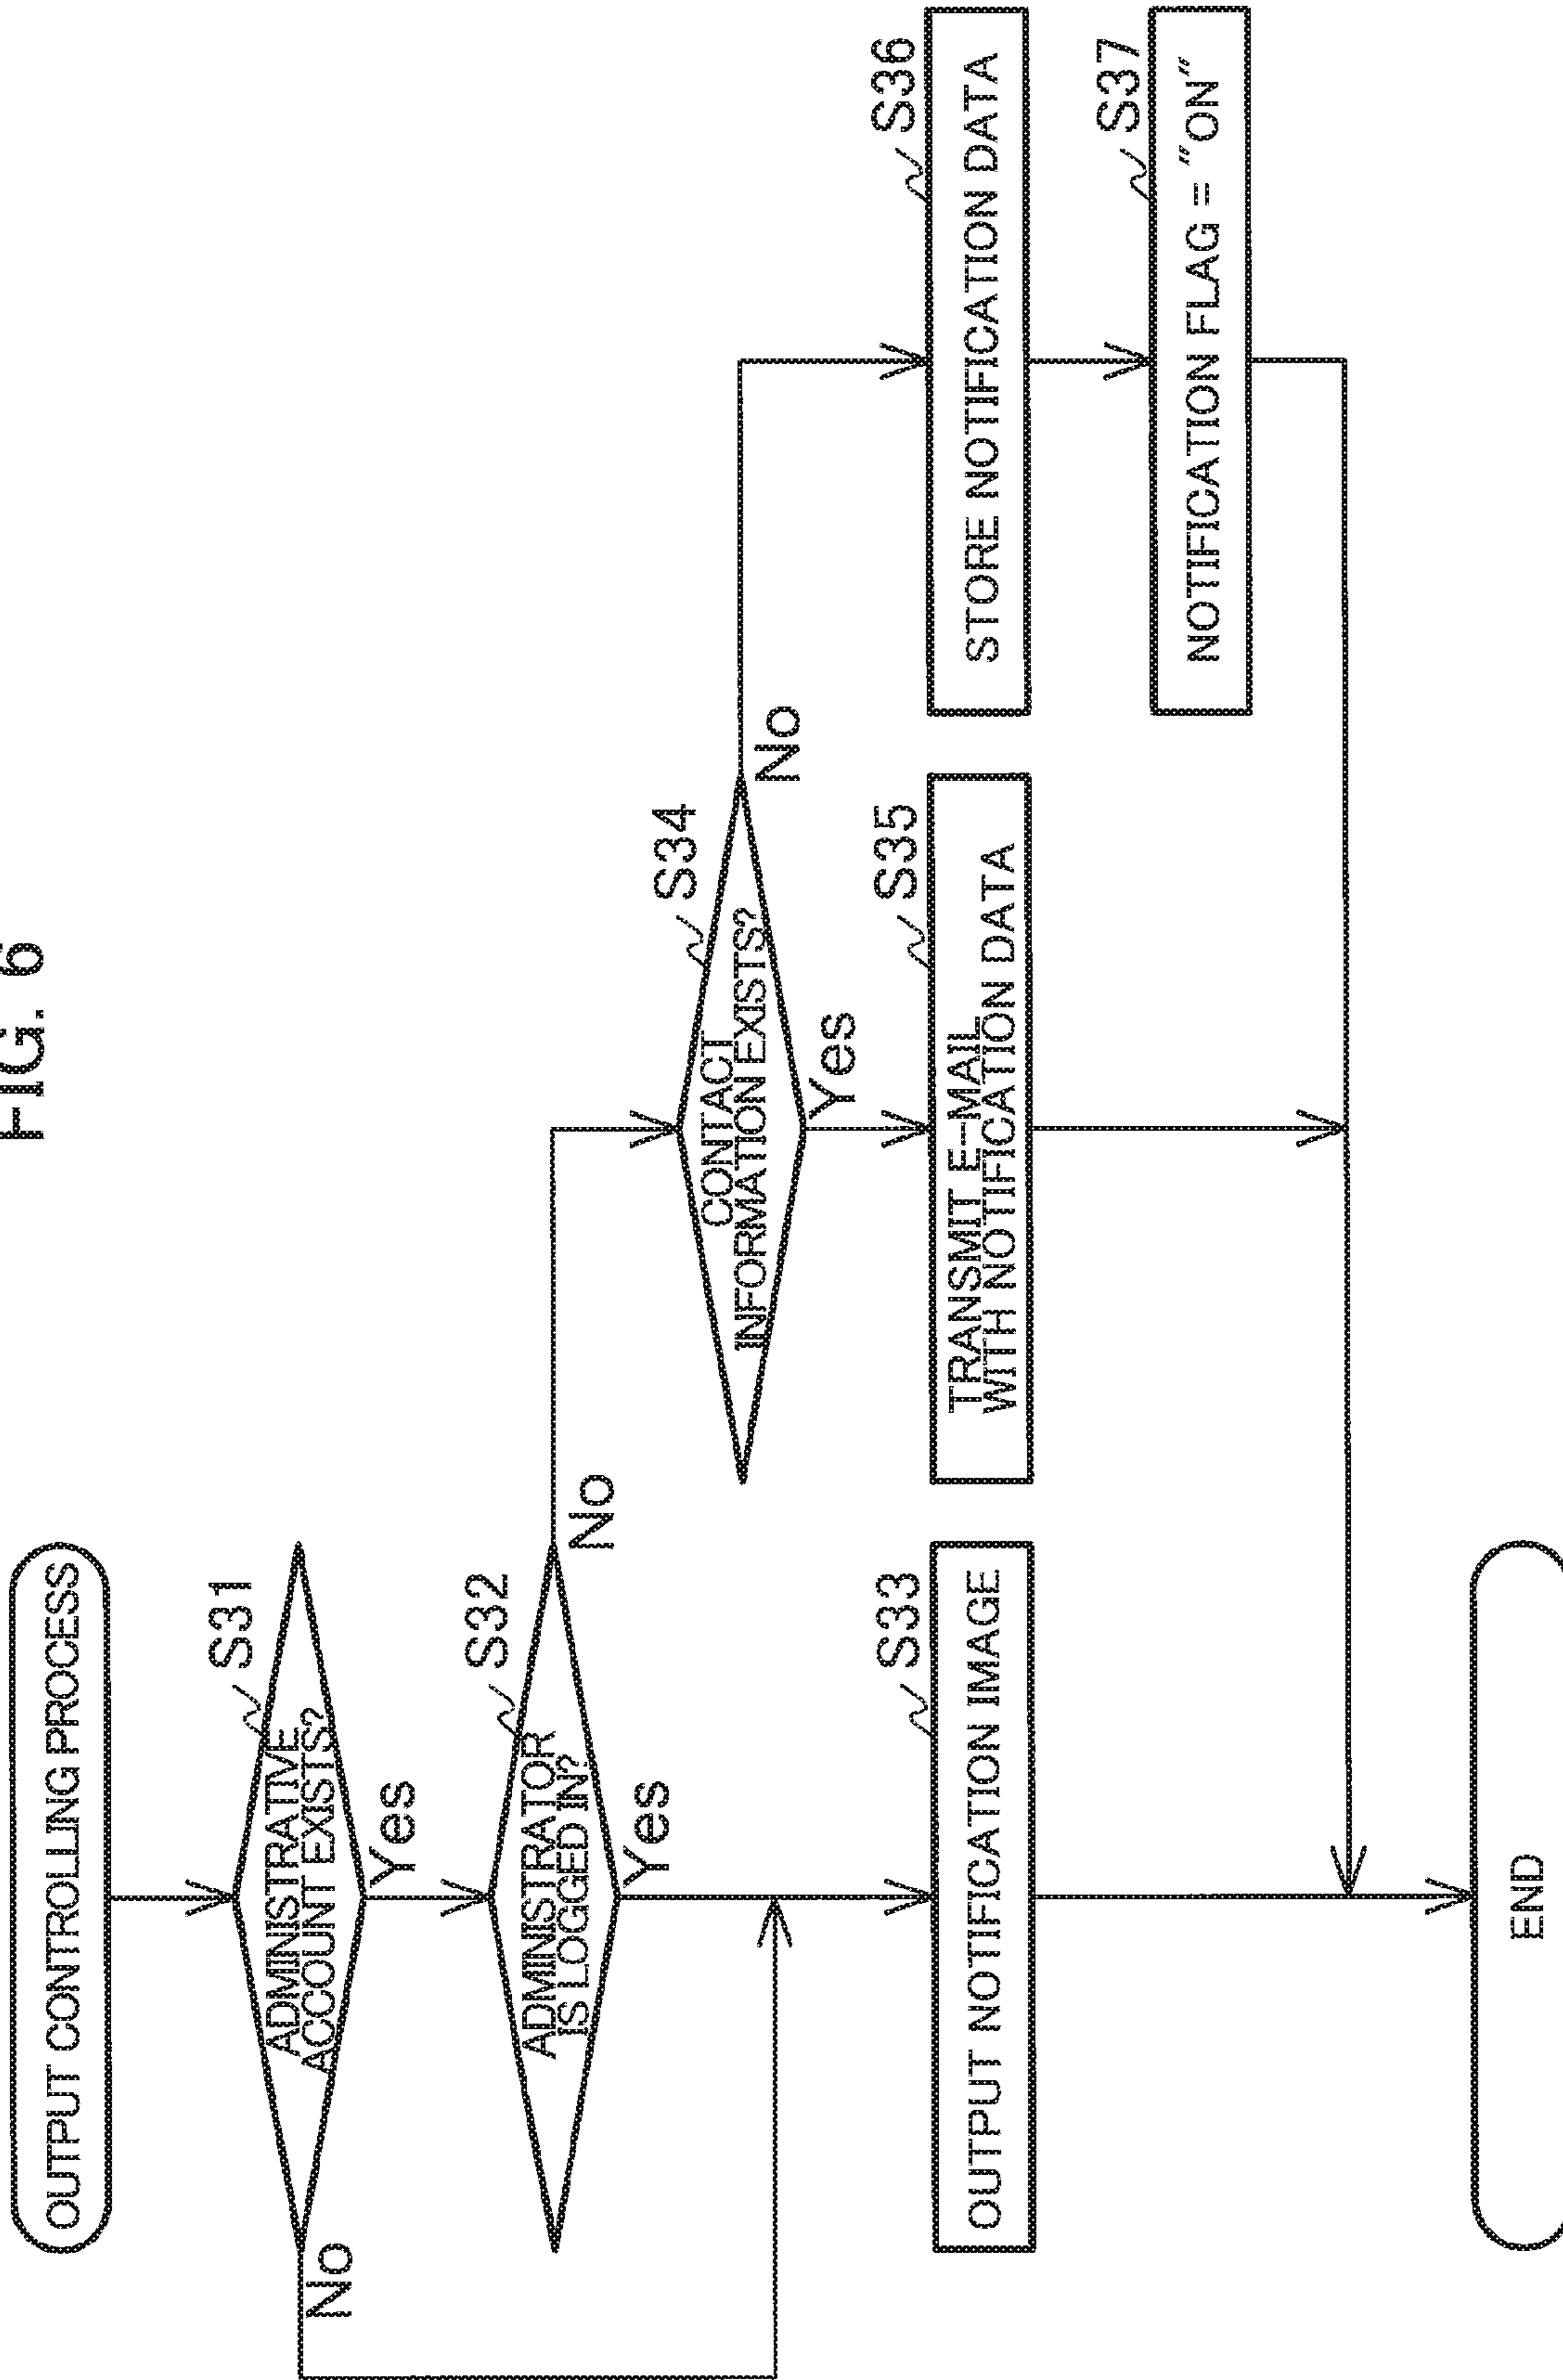 FIG. 6
OUTPUT CONTROLLING PROCESS
S31
ADMINISTRATIVE
ACCOUNT EXISTS?
No
Yes
S32
ADMINISTRATOR
IS LOGGED IN?
No
Yes
S34
CONTACT
INFORMATION EXISTS?
No
Yes
S33
OUTPUT NOTIFICATION IMAGE
S35
TRANSMIT E-MAIL
WITH NOTIFICATION DATA
S36
STORE NOTIFICATION DATA
S37
NOTIFICATION FLAG = "ON"
END